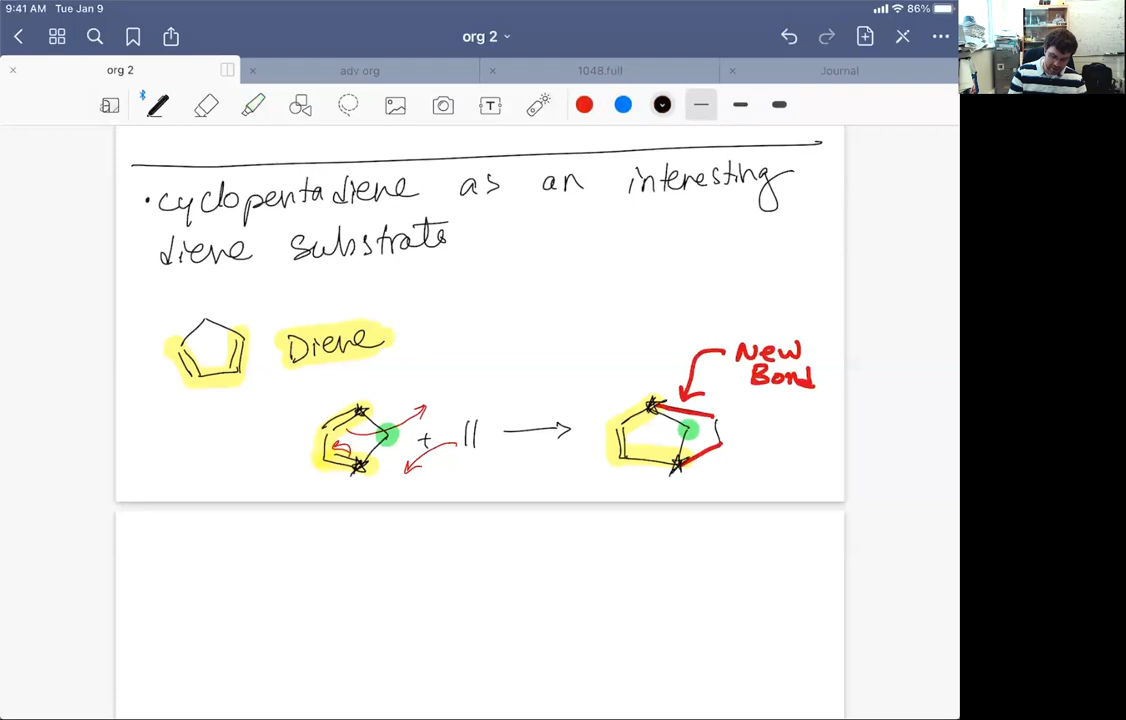 9:41 AM Tue Jan 9
86%
org 2
org 2
adv org
1048.full
Journal
T
• cyclopentadiene as an interesting
diene substrate
Diene
New
Bond
+